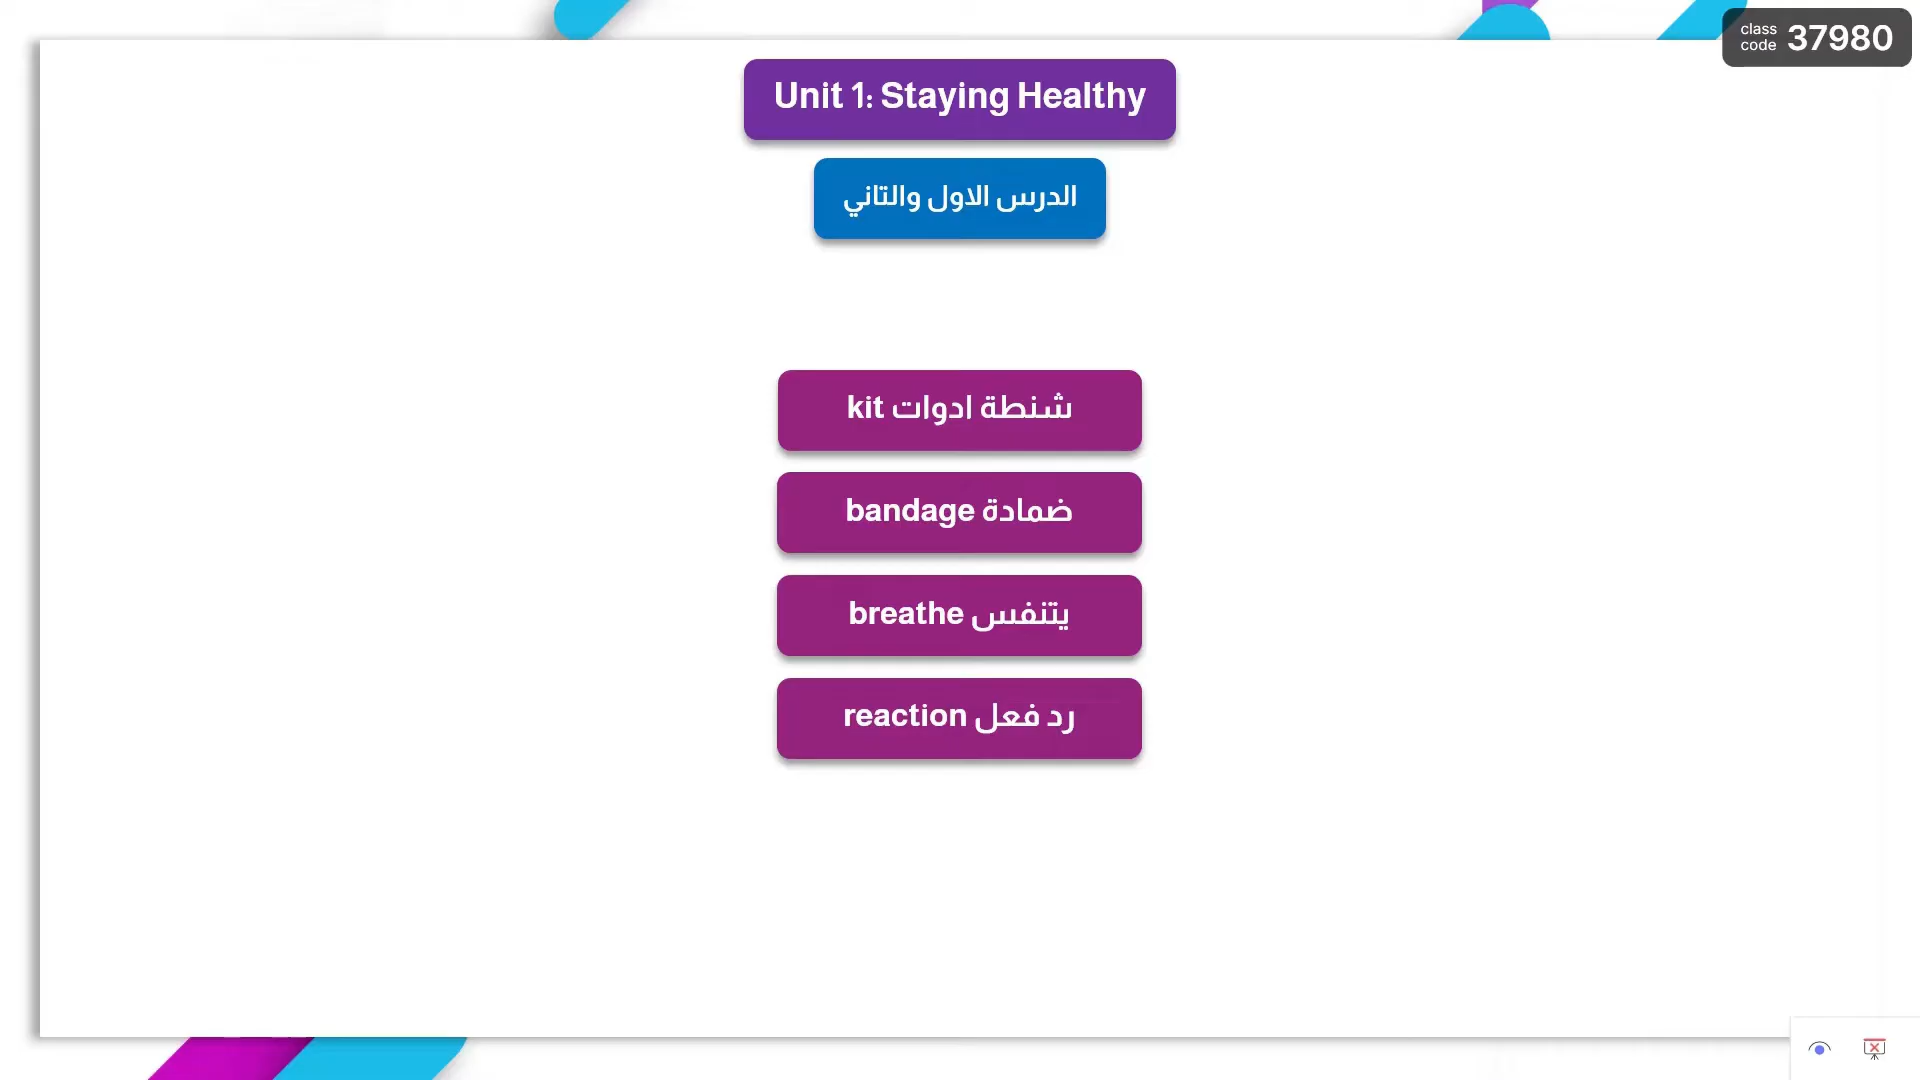 class
code 37980
Unit 1: Staying Healthy
الدرس الاول والتاني
kit شنطة ادوات
bandage ضمادة
breathe يتنفس
reaction رد فعل